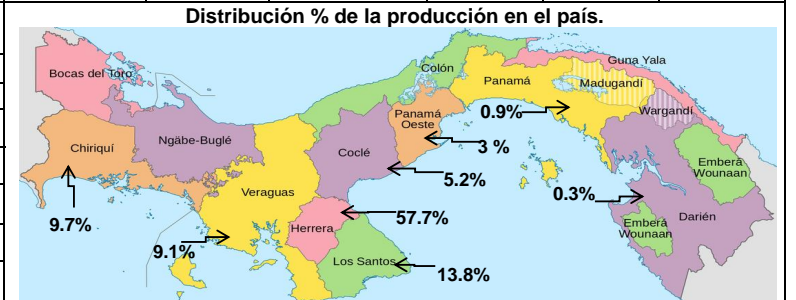 Distribución % de la producción en el país.
Bocas del Toro
Colón
Guna Yala
Panamá
Madugandí
Wargandí
0.9%
Panamá
Oeste
Chiriquí
Ngäbe-Buglé
Coclé
3 %
Emberá
Wounaan
5.2%
Veraguas
0.3%
9.7%
57.7%
Darién
Herrera
Emberá
Wounaan
9.1%
Los Santos
13.8%